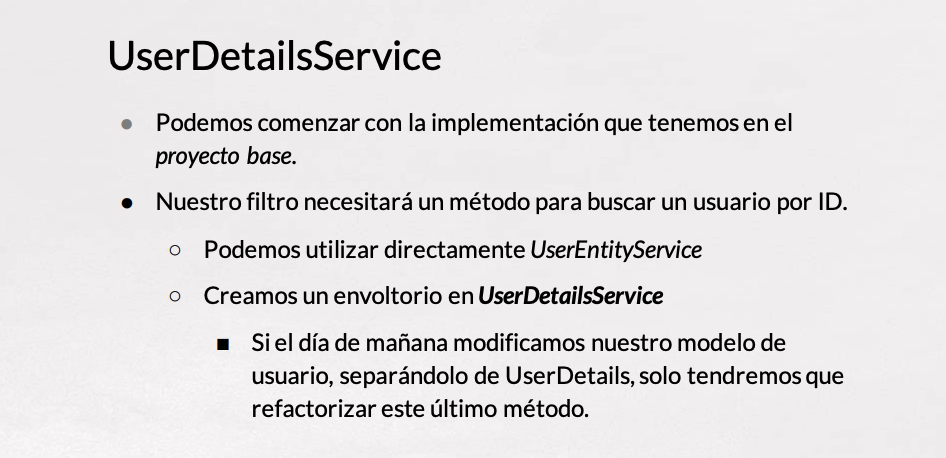 UserDetailsService
● Podemos comenzar con la implementación que tenemos en el
proyecto base.
● Nuestro filtro necesitará un método para buscar un usuario por ID.
○ Podemos utilizar directamente UserEntityService
○ Creamos un envoltorio en UserDetailsService
■ Si el día de mañana modificamos nuestro modelo de
usuario, separándolo de UserDetails, solo tendremos que
refactorizar este último método.